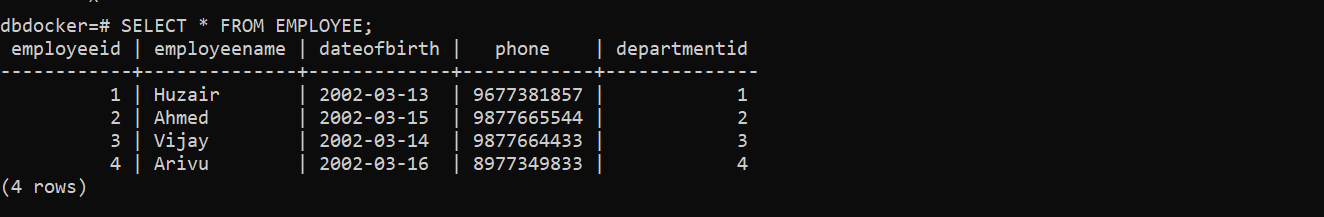 dbdocker=# SELECT * FROM EMPLOYEE;
 employeeid | employeename | dateofbirth |   phone    | departmentid
------------+--------------+-------------+------------+--------------
          1 | Huzair       | 2002-03-13  | 9677381857 |            1
          2 | Ahmed        | 2002-03-15  | 9877665544 |            2
          3 | Vijay        | 2002-03-14  | 9877664433 |            3
          4 | Arivu        | 2002-03-16  | 8977349833 |            4
(4 rows)